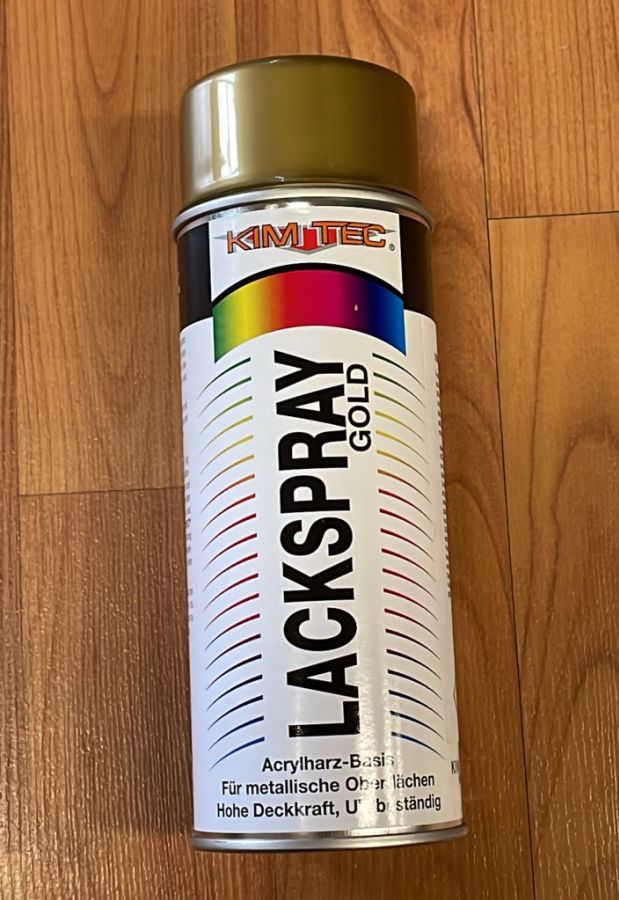 KIM TEC®
LACKSPRAY
GOLD
Acrylharz-Basis
Für metallische Oberflächen
Hohe Deckkraft, UV beständig